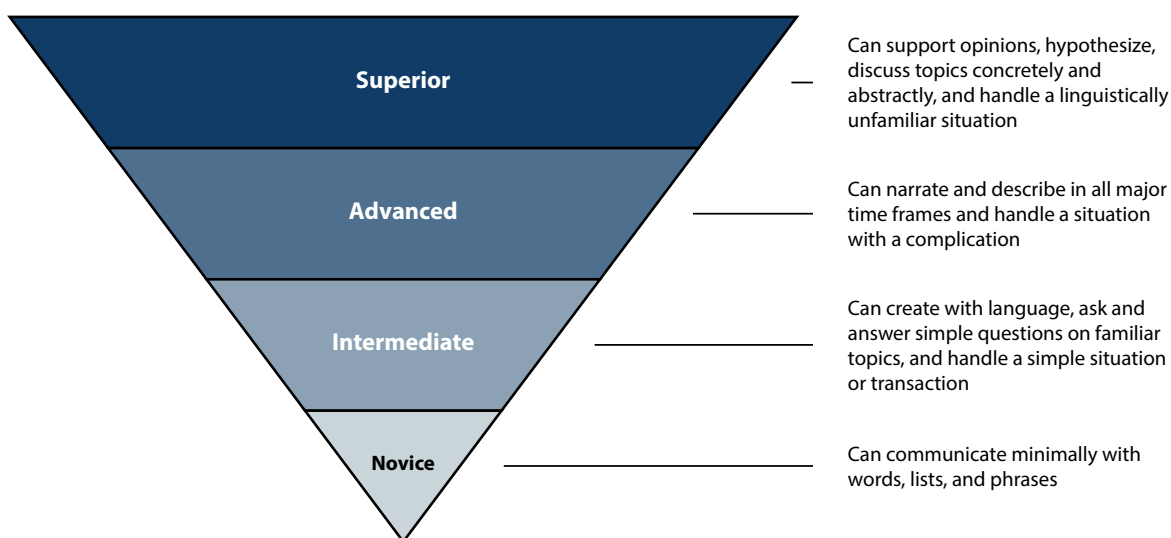 Superior
Can support opinions, hypothesize,
discuss topics concretely and
abstractly, and handle a linguistically
unfamiliar situation
Advanced
Can narrate and describe in all major
time frames and handle a situation
with a complication
Intermediate
Can create with language, ask and
answer simple questions on familiar
topics, and handle a simple situation
or transaction
Novice
Can communicate minimally with
words, lists, and phrases